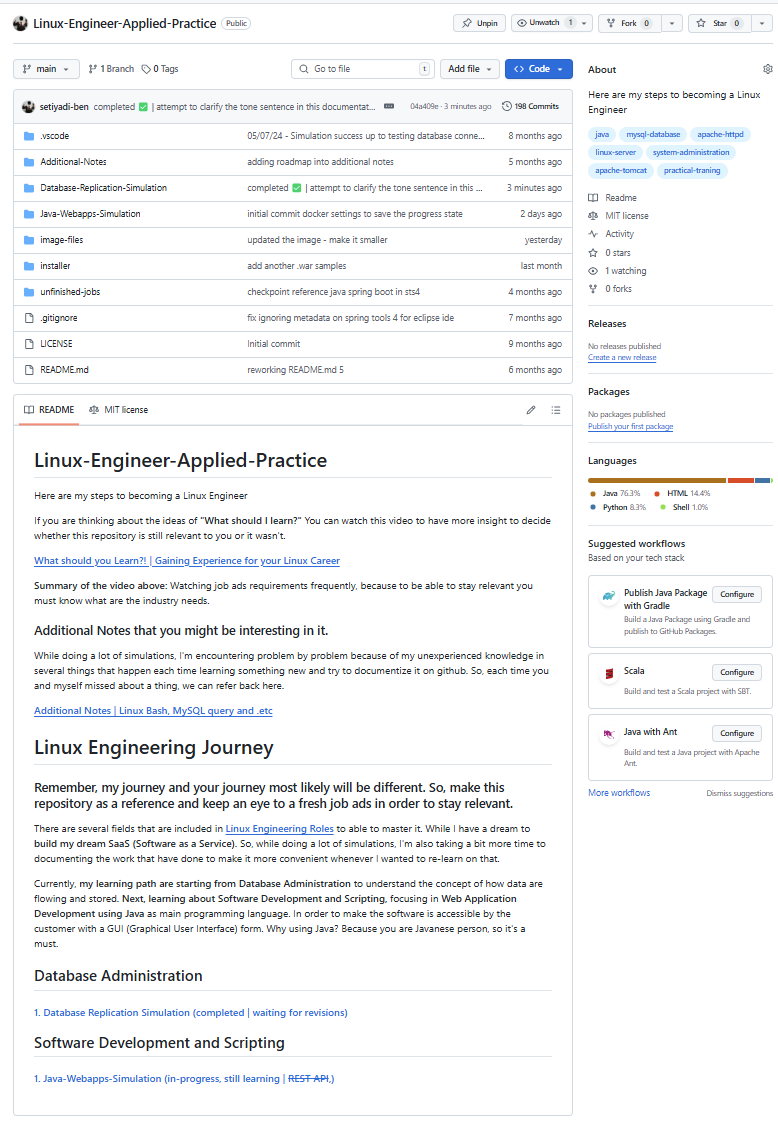 Linux-Engineer-Applied-Practice Public
Unpin
Unwatch 1
Fork 0
Star 0
main
1 Branch
0 Tags
Go to file t
Add file
Code
setiyadi-ben completed ✅ | attempt to clarify the tone sentence in this documentat... 04a409e · 3 minutes ago 198 Commits
.vscode 05/07/24 - Simulation success up to testing database conne... 8 months ago
Additional-Notes adding roadmap into additional notes 5 months ago
Database-Replication-Simulation completed ✅ | attempt to clarify the tone sentence in this ... 3 minutes ago
Java-Webapps-Simulation initial commit docker settings to save the progress state 2 days ago
image-files updated the image - make it smaller yesterday
installer add another .war samples last month
unfinished-jobs checkpoint reference java spring boot in sts4 4 months ago
.gitignore fix ignoring metadata on spring tools 4 for eclipse ide 7 months ago
LICENSE Initial commit 9 months ago
README.md reworking README.md 5 6 months ago
README
MIT license
Linux-Engineer-Applied-Practice
Here are my steps to becoming a Linux Engineer
If you are thinking about the ideas of "What should I learn?" You can watch this video to have more insight to decide
whether this repository is still relevant to you or it wasn't.
What should you Learn?! | Gaining Experience for your Linux Career
Summary of the video above: Watching job ads requirements frequently, because to be able to stay relevant you
must know what are the industry needs.
Additional Notes that you might be interesting in it.
While doing a lot of simulations, I'm encountering problem by problem because of my unexperienced knowledge in
several things that happen each time learning something new and try to documentize it on github. So, each time you
and myself missed about a thing, we can refer back here.
Additional Notes | Linux Bash, MySQL query and .etc
Linux Engineering Journey
Remember, my journey and your journey most likely will be different. So, make this
repository as a reference and keep an eye to a fresh job ads in order to stay relevant.
There are several fields that are included in Linux Engineering Roles to able to master it. While I have a dream to
build my dream SaaS (Software as a Service). So, while doing a lot of simulations, I'm also taking a bit more time to
documenting the work that have done to make it more convenient whenever I wanted to re-learn on that.
Currently, my learning path are starting from Database Administration to understand the concept of how data are
flowing and stored. Next, learning about Software Development and Scripting, focusing in Web Application
Development using Java as main programming language. In order to make the software is accessible by the
customer with a GUI (Graphical User Interface) form. Why using Java? Because you are Javanese person, so it's a
must.
Database Administration
1. Database Replication Simulation (completed | waiting for revisions)
Software Development and Scripting
1. Java-Webapps-Simulation (in-progress, still learning | REST API,)
About
Here are my steps to becoming a Linux
Engineer
java mysql-database apache-httpd
linux-server system-administration
apache-tomcat practical-traning
Readme
MIT license
Activity
0 stars
1 watching
0 forks
Releases
No releases published
Create a new release
Packages
No packages published
Publish your first package
Languages
Java 76.3% HTML 14.4%
Python 8.3% Shell 1.0%
Suggested workflows
Based on your tech stack
Publish Java Package
with Gradle
Configure
Build a Java Package using Gradle and
publish to GitHub Packages.
Scala
Configure
Build and test a Scala project with SBT.
Java with Ant
Configure
Build and test a Java project with Apache
Ant.
More workflows
Dismiss suggestions